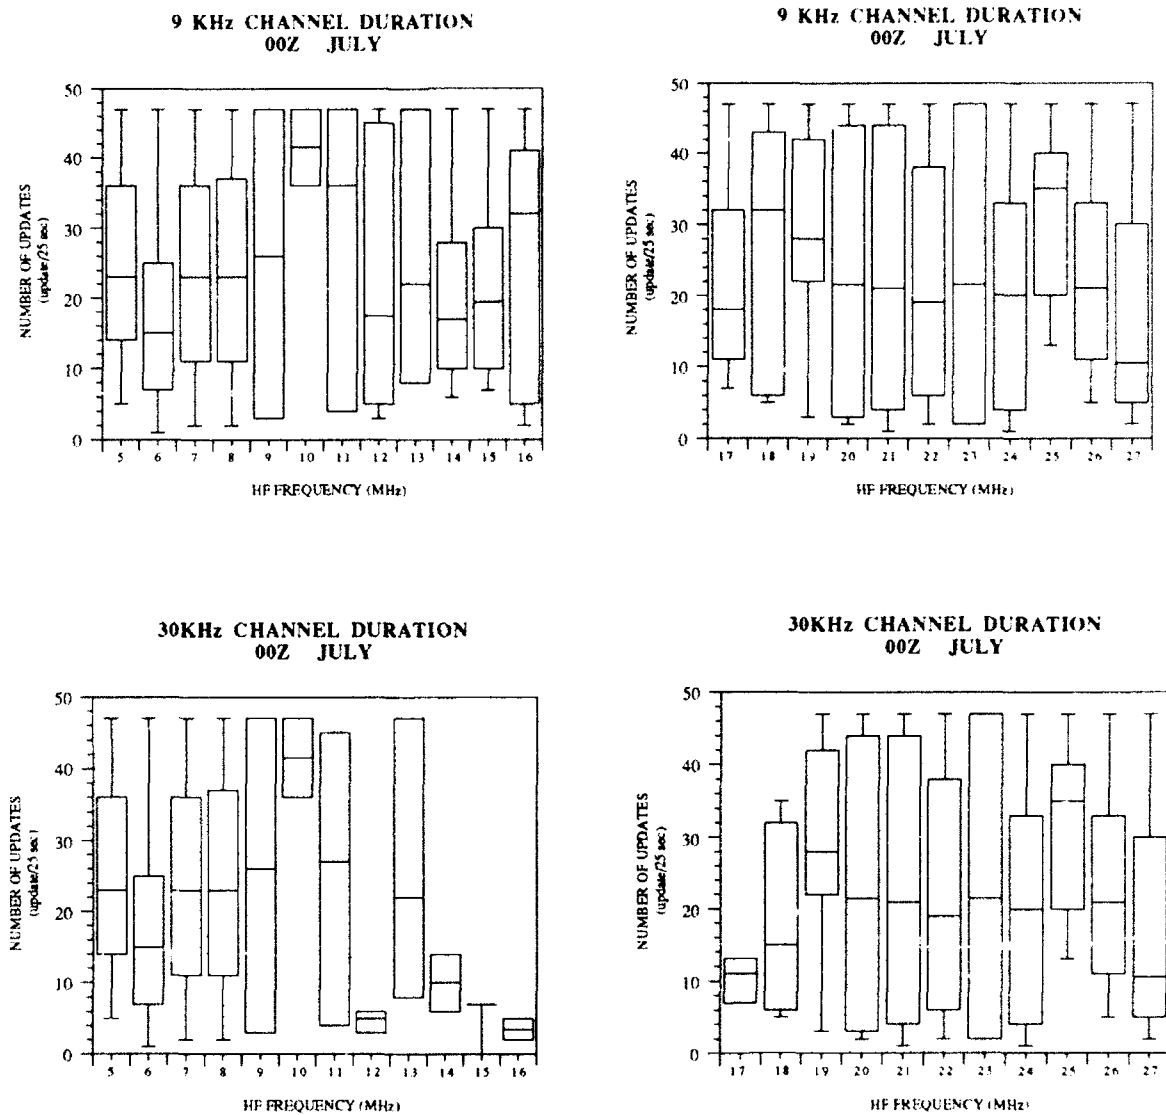 9 KHz CHANNEL DURATION
00Z JULY
NUMBER OF UPDATES
(update/25 sec)
50
40
30
20
10
0
5 6 7 8 9 10 11 12 13 14 15 16
HF FREQUENCY (MHz)
9 KHz CHANNEL DURATION
00Z JULY
NUMBER OF UPDATES
(update/25 sec)
50
40
30
20
10
0
17 18 19 20 21 22 23 24 25 26 27
HF FREQUENCY (MHz)
30KHz CHANNEL DURATION
00Z JULY
NUMBER OF UPDATES
(update/25 sec)
50
40
30
20
10
0
5 6 7 8 9 10 11 12 13 14 15 16
HF FREQUENCY (MHz)
30KHz CHANNEL DURATION
00Z JULY
NUMBER OF UPDATES
(update/25 sec)
50
40
30
20
10
0
17 18 19 20 21 22 23 24 25 26 27
HF FREQUENCY (MHz)